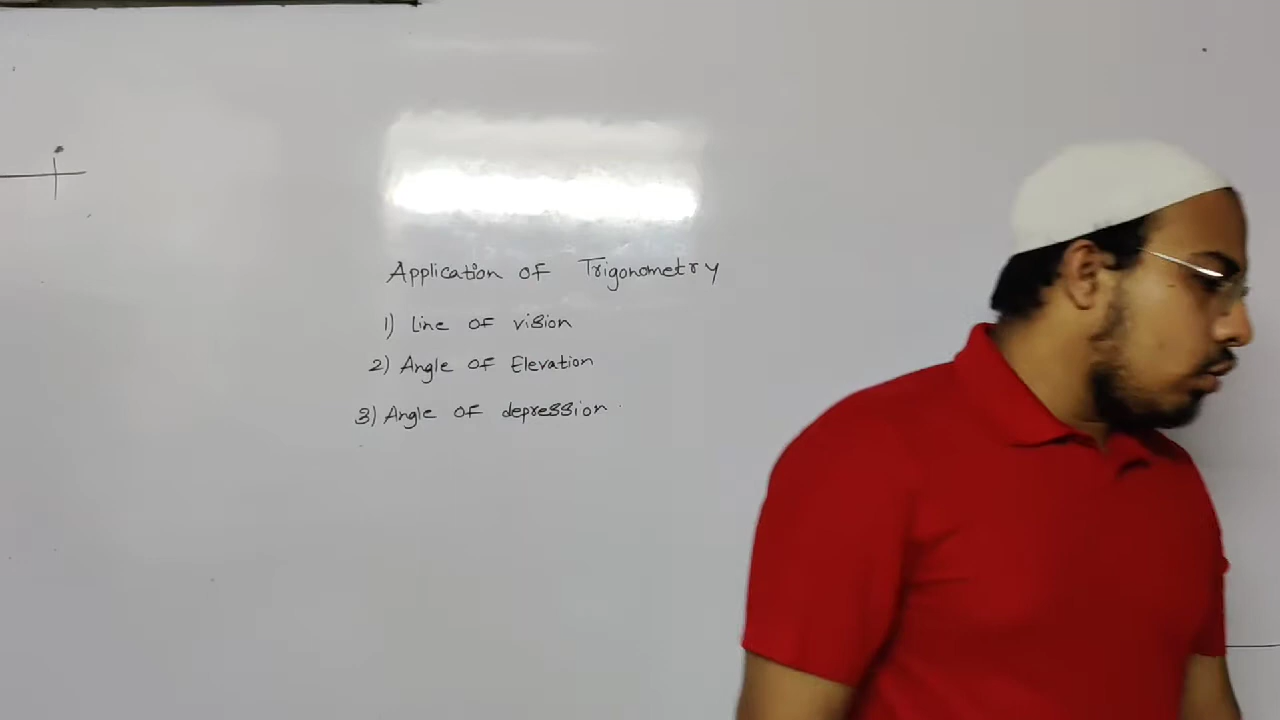 Application of Trigonometry
1) Line of vision
2) Angle of Elevation
3) Angle of depression